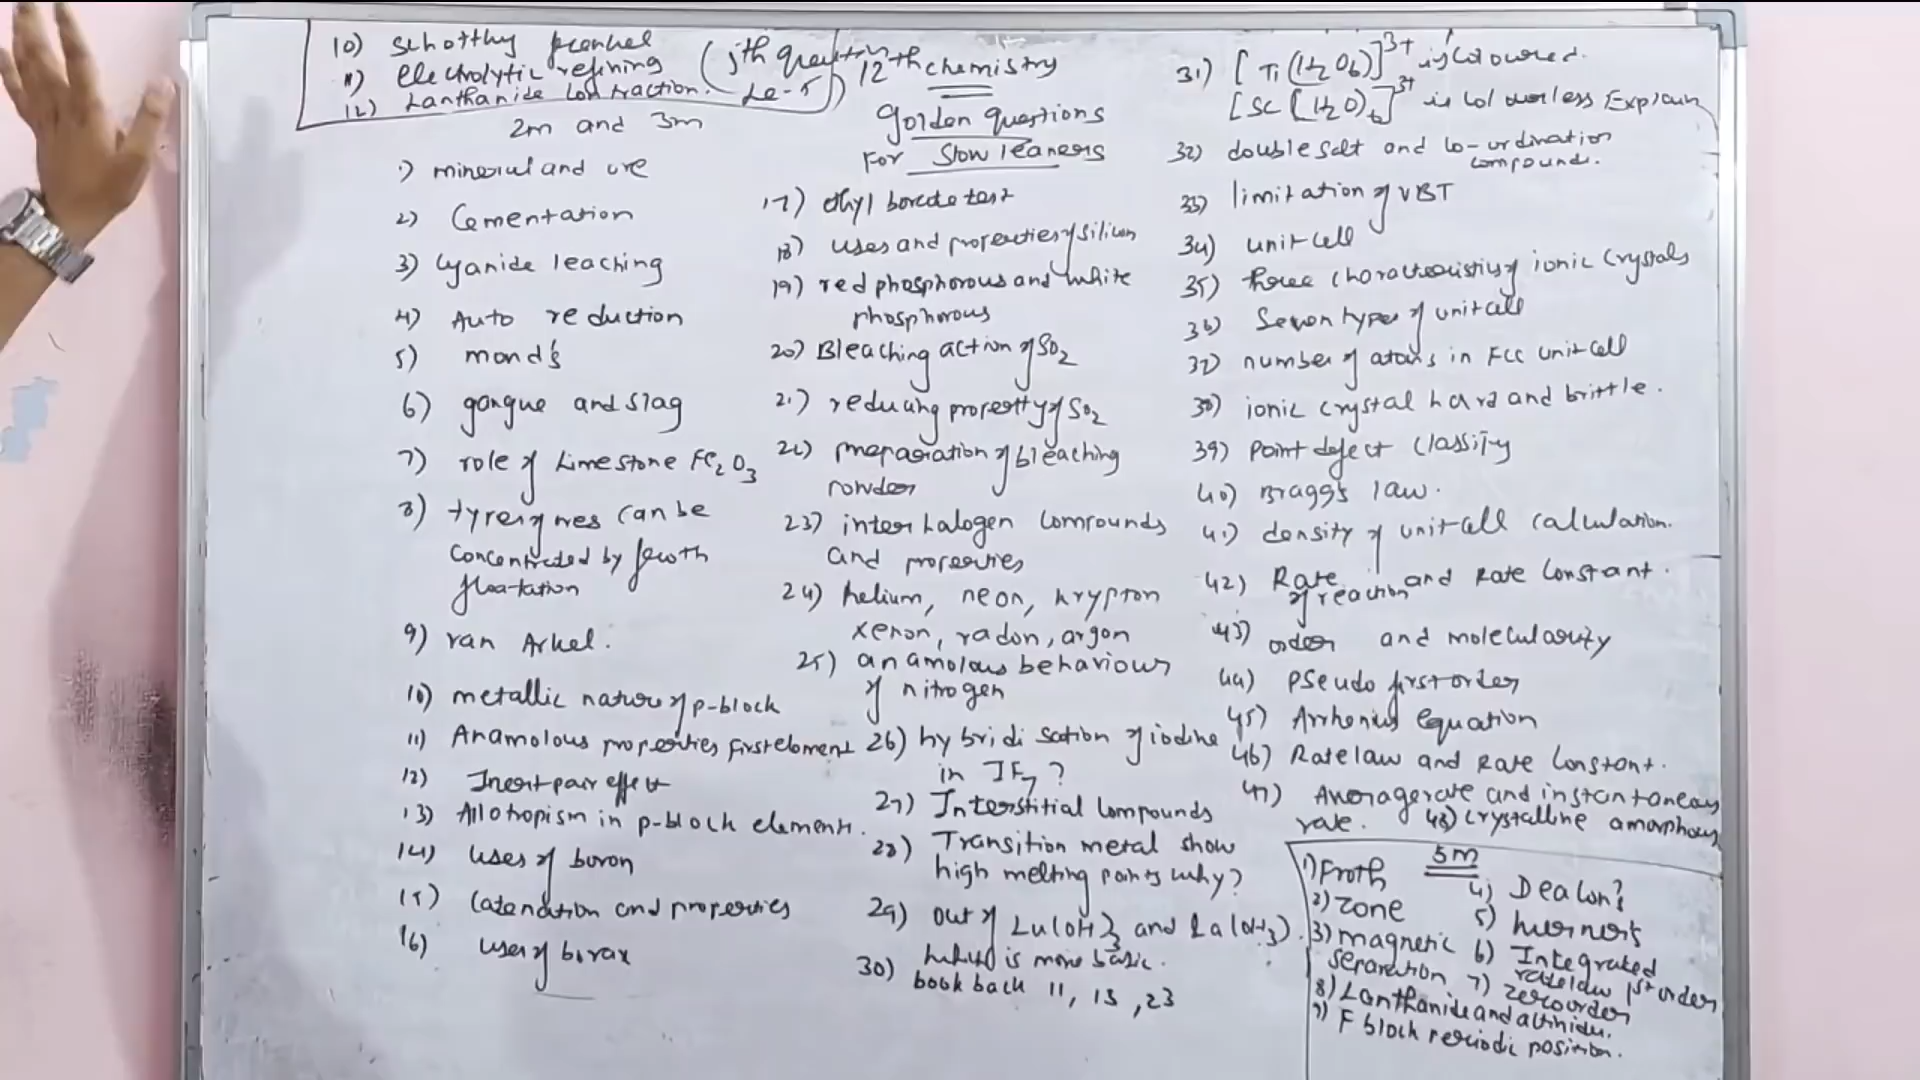 10) Schottky frenkel
11) electrolytic refining
12) Lanthanide contraction.
(5th question Le-5)
12th chemistry
golden questions
For Slow leaners
2m and 3m
1) mineral and ore
2) Cementation
3) Cyanide leaching
4) Auto reduction
5) mond's
6) gangue and slag
7) role of Limestone Fe2O3
8) types of ores can be
concentrated by froth
floatation
9) van Arkel.
10) metallic nature of p-block
11) Anamolous properties first element
12) Inert pair effect
13) Allotropism in p-block elements.
14) uses of boron
15) Catenation and properties
16) uses of borax
17) ethyl borate test
18) uses and properties of silicon
19) red phosphorous and white
phosphorous
20) Bleaching action of SO2
21) reducing property of SO2
22) preparation of bleaching
powder
23) inter halogen compounds
and properties
24) helium, neon, krypton
xenon, radon, argon
25) anamolous behaviour
of nitrogen
26) hybridisation of iodine
in IF7?
27) Interstitial compounds
28) Transition metal show
high melting points why?
29) out of Lu(OH)3 and La(OH3).
which is more basic.
30) book back 11, 15, 23
31) [Ti(H2O6)]3+ is coloured.
[Sc(H2O)6]3+ is colourless Explain
32) double salt and co-ordination
compound.
33) limitation of VBT
34) unit cell
35) three characteristics of ionic crystals
36) Seven types of unit cell
37) number of atoms in FCC unit cell
38) ionic crystal hard and brittle.
39) point defect classify
40) Bragg's law.
41) density of unit cell calculation.
42) Rate of reaction and Rate constant.
43) order and molecularity
44) Pseudo first order
45) Arrhenius equation
46) Rate law and Rate constant.
47) Average rate and instantaneous
rate. 48) crystalline amorphous
5m
1) Froth
2) zone
3) magnetic
separation
4) Deacon?
5)
6) Integrated
rate law 1st order
7) zero order
8) Lanthanide and actinide.
9) F block periodic position.